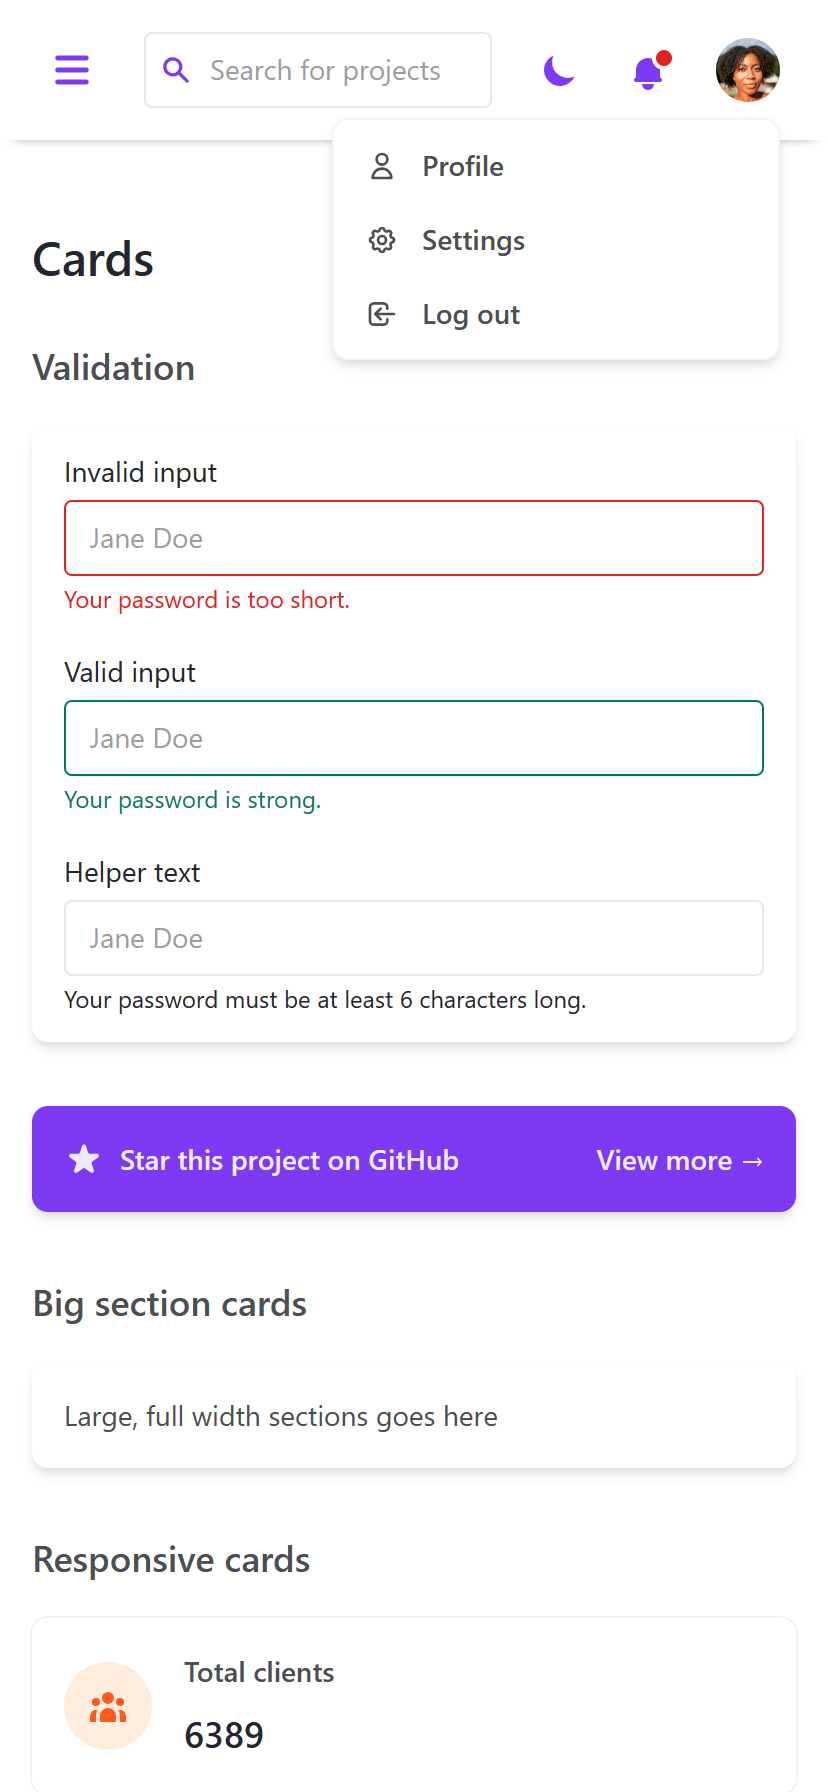 Search for projects
Profile
Settings
Log out
Cards
Validation
Invalid input
Jane Doe
Your password is too short.
Valid input
Jane Doe
Your password is strong.
Helper text
Jane Doe
Your password must be at least 6 characters long.
Star this project on GitHub View more →
Big section cards
Large, full width sections goes here
Responsive cards
Total clients
6389